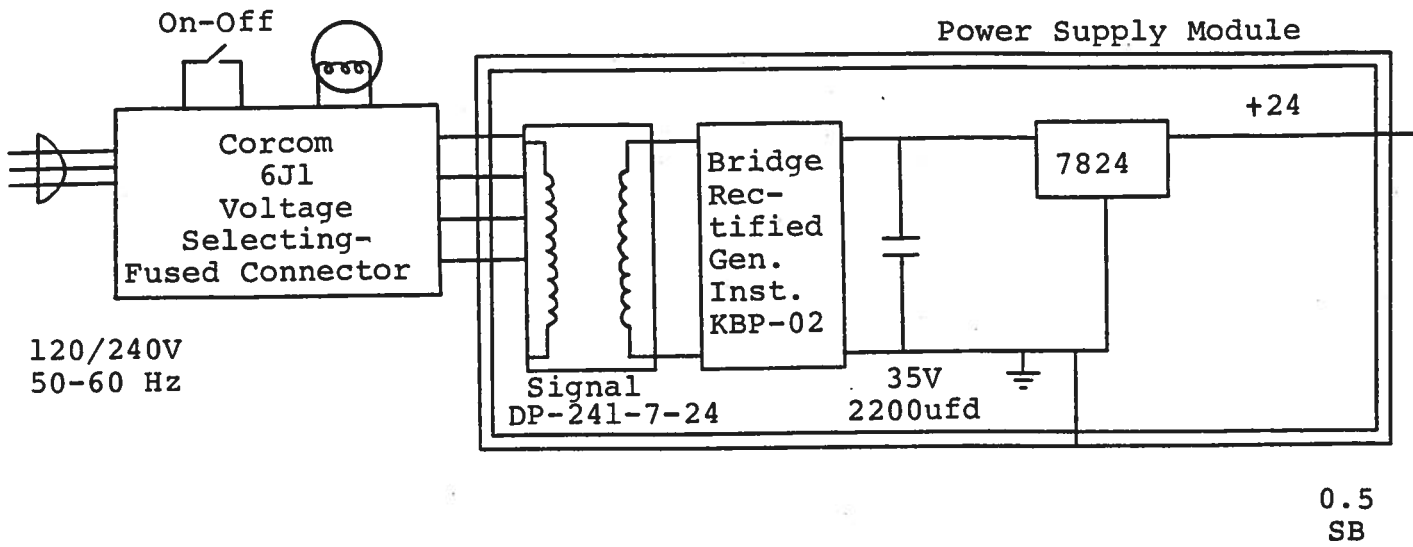 On-Off
Power Supply Module
Corcom
6J1
Voltage
Selecting-
Fused Connector
120/240V
50-60 Hz
Signal
DP-241-7-24
Bridge
Rec-
tified
Gen.
Inst.
KBP-02
35V
2200ufd
7824
+24
0.5
SB